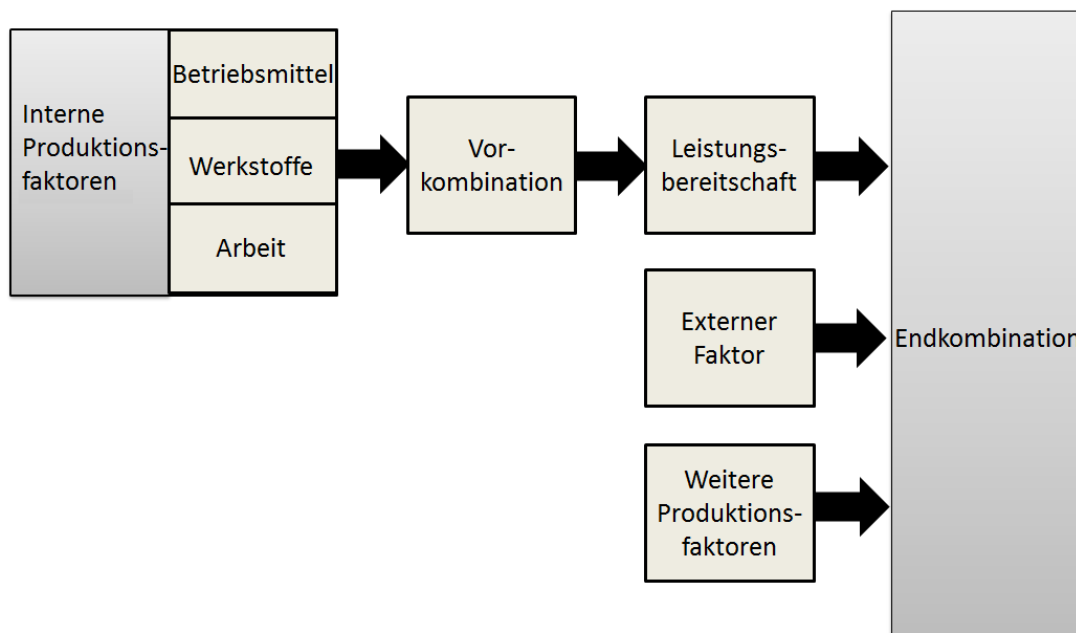 Interne
Produktions-
faktoren
Betriebsmittel
Werkstoffe
Arbeit
Vor-
kombination
Leistungs-
bereitschaft
Externer
Faktor
Weitere
Produktions-
faktoren
Endkombination